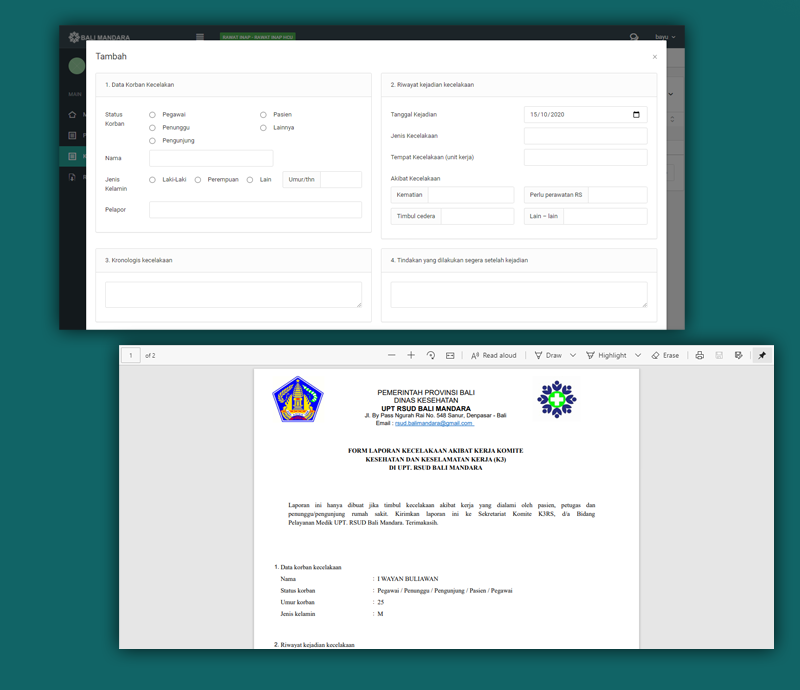 BALI MANDARA
RAWAT INAP - RAWAT INAP HCU
bayu
MAIN
Tambah
×
1. Data Korban Kecelakan
Status Korban
Pegawai
Pasien
Penunggu
Lainnya
Pengunjung
Nama
Jenis Kelamin
Laki-Laki
Perempuan
Lain
Umur/thn
Pelapor
2. Riwayat kejadian kecelakaan
Tanggal Kejadian
15/10/2020
Jenis Kecelakaan
Tempat Kecelakaan (unit kerja)
Akibat Kecelakaan
Kematian
Perlu perawatan RS
Timbul cedera
Lain – lain
3. Kronologis kecelakaan
4. Tindakan yang dilakukan segera setelah kejadian
1 of 2
Read aloud
Draw
Highlight
Erase
PEMERINTAH PROVINSI BALI
DINAS KESEHATAN
UPT RSUD BALI MANDARA
Jl. By Pass Ngurah Rai No. 548 Sanur, Denpasar - Bali
Email : rsud.balimandara@gmail.com
FORM LAPORAN KECELAKAAN AKIBAT KERJA KOMITE
KESEHATAN DAN KESELAMATAN KERJA (K3)
DI UPT. RSUD BALI MANDARA
Laporan ini hanya dibuat jika timbul kecelakaan akibat kerja yang dialami oleh pasien, petugas dan
penunggu/pengunjung rumah sakit. Kirimkan laporan ini ke Sekretariat Komite K3RS, d/a Bidang
Pelayanan Medik UPT. RSUD Bali Mandara. Terimakasih.
1. Data korban kecelakaan
Nama : I WAYAN BULIAWAN
Status korban : Pegawai / Penunggu / Pengunjung / Pasien / Pegawai
Umur korban : 25
Jenis kelamin : M
2. Riwayat kejadian kecelakaan